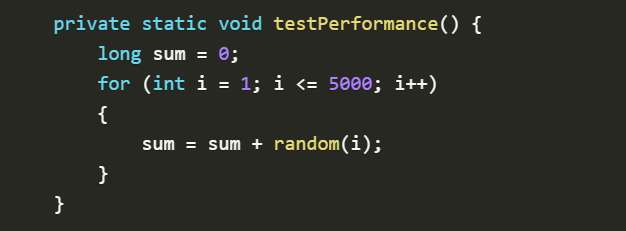 private static void testPerformance() {
long sum = 0;
for (int i = 1; i <= 5000; i++)
{
sum = sum + random(i);
}
}